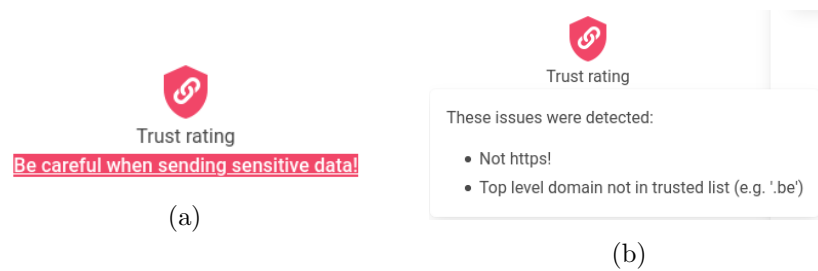 Trust rating
Be careful when sending sensitive data!
(a)
Trust rating
These issues were detected:
Not https!
Top level domain not in trusted list (e.g. '.be')
(b)